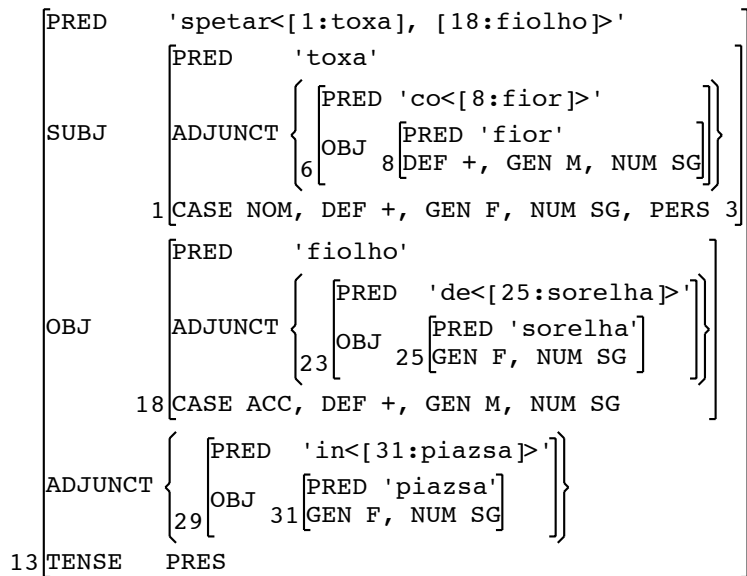 PRED 'spetar<[1:toxa], [18:fiolho]>'
PRED 'toxa'
PRED 'co<[8:fior]>'
SUBJ ADJUNCT
OBJ PRED 'fior'
6 8 DEF +, GEN M, NUM SG
1 CASE NOM, DEF +, GEN F, NUM SG, PERS 3
PRED 'fiolho'
PRED 'de<[25:sorelha]>'
OBJ ADJUNCT
OBJ PRED 'sorelha'
23 25 GEN F, NUM SG
18 CASE ACC, DEF +, GEN M, NUM SG
PRED 'in<[31:piazsa]>'
ADJUNCT
OBJ PRED 'piazsa'
29 31 GEN F, NUM SG
13 TENSE PRES